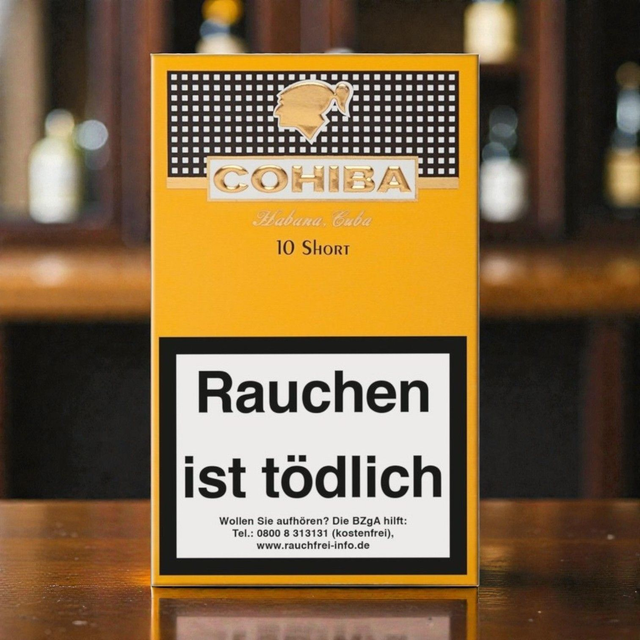 COHIBA
Habana, Cuba
10 Short
Rauchen
ist tödlich
Wollen Sie aufhören? Die BZgA hilft:
Tel.: 0800 8 313131 (kostenfrei),
www.rauchfrei-info.de